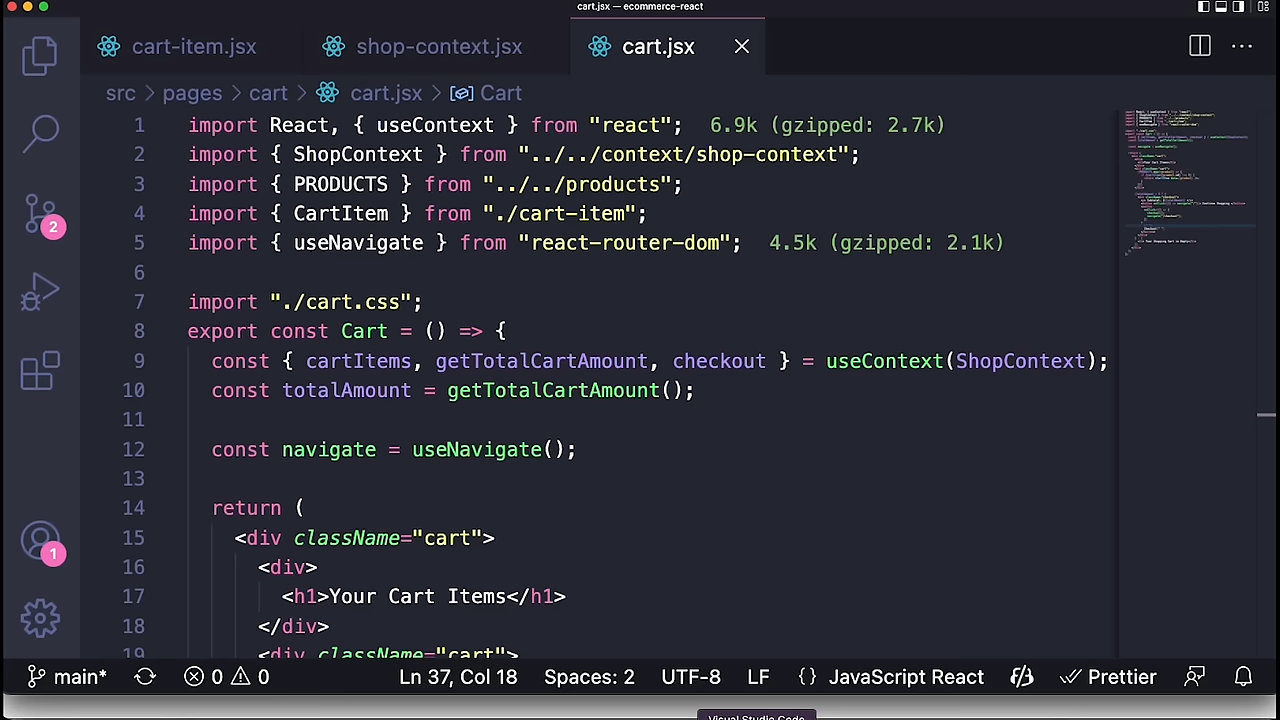 cart.jsx — ecommerce-react
cart-item.jsx
shop-context.jsx
cart.jsx
src > pages > cart > cart.jsx > Cart
1 import React, { useContext } from "react"; 6.9k (gzipped: 2.7k)
2 import { ShopContext } from "../../context/shop-context";
3 import { PRODUCTS } from "../../products";
4 import { CartItem } from "./cart-item";
5 import { useNavigate } from "react-router-dom"; 4.5k (gzipped: 2.1k)
6
7 import "./cart.css";
8 export const Cart = () => {
9 const { cartItems, getTotalCartAmount, checkout } = useContext(ShopContext);
10 const totalAmount = getTotalCartAmount();
11
12 const navigate = useNavigate();
13
14 return (
15 <div className="cart">
16 <div>
17 <h1>Your Cart Items</h1>
18 </div>
19 <div className="cart">
2
1
main* 0 0 Ln 37, Col 18 Spaces: 2 UTF-8 LF {} JavaScript React Prettier
Visual Studio Code